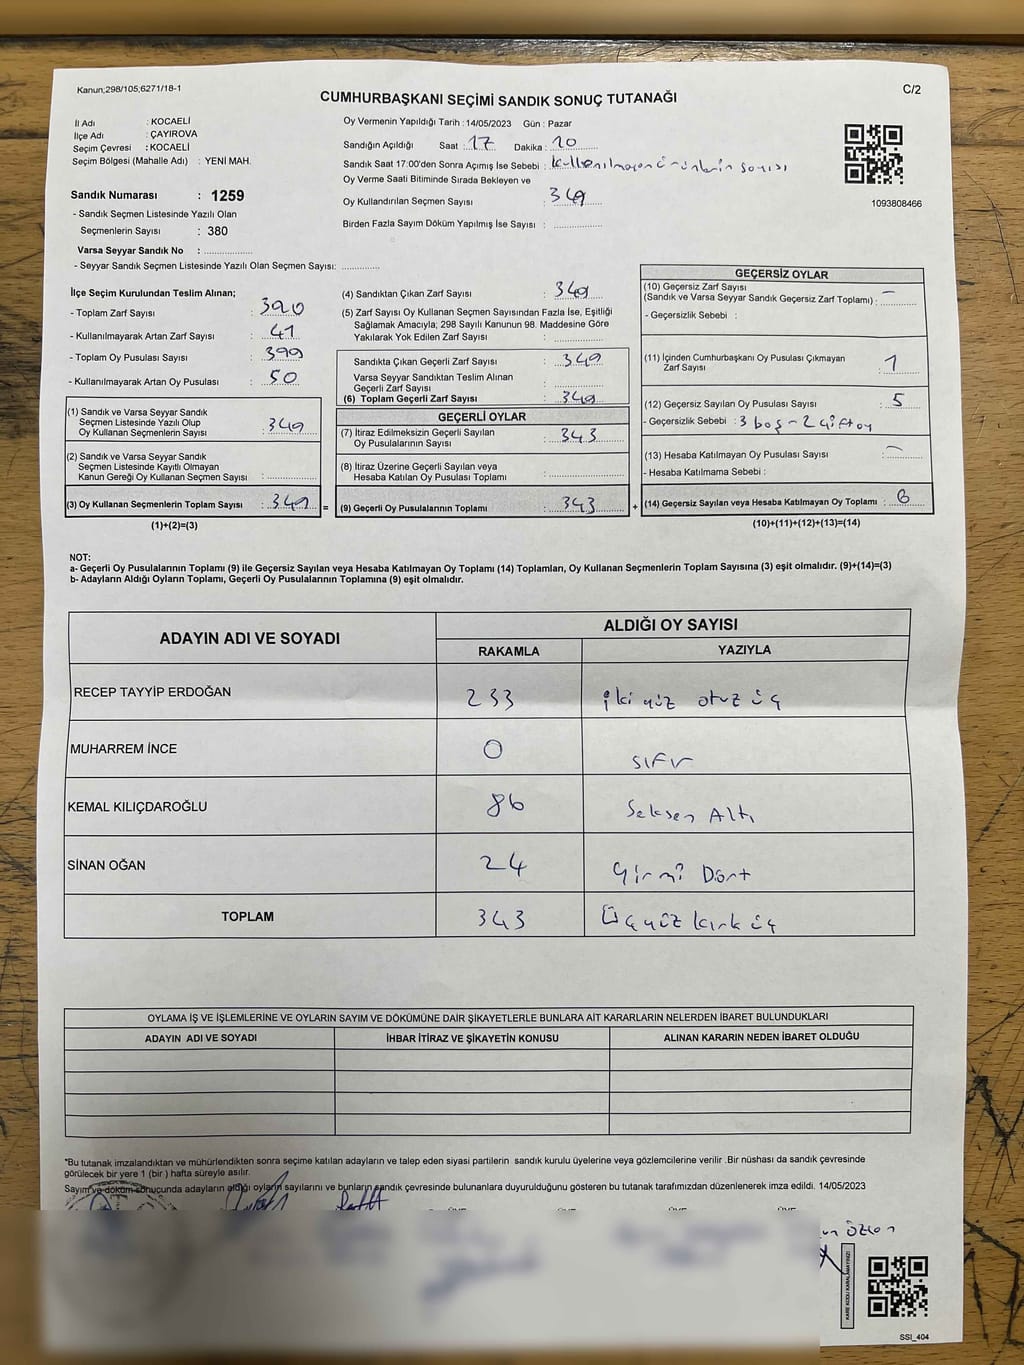 Kanun;298/105;6271/18-1
C/2
CUMHURBAŞKANI SEÇİMİ SANDIK SONUÇ TUTANAĞI
İl Adı : KOCAELİ
İlçe Adı : ÇAYIROVA
Seçim Çevresi : KOCAELİ
Seçim Bölgesi (Mahalle Adı) : YENİ MAH.
Sandık Numarası : 1259
- Sandık Seçmen Listesinde Yazılı Olan
Seçmenlerin Sayısı : 380
Varsa Seyyar Sandık No : ..................
- Seyyar Sandık Seçmen Listesinde Yazılı Olan Seçmen Sayısı: ..............
Oy Vermenin Yapıldığı Tarih : 14/05/2023 Gün : Pazar
Sandığın Açıldığı Saat : 17 Dakika : 10
Sandık Saat 17:00'den Sonra Açımış İse Sebebi : kullanılmayan ürünlerin sayısı
Oy Verme Saati Bitiminde Sırada Bekleyen ve
Oy Kullandırılan Seçmen Sayısı : 349
Birden Fazla Sayım Döküm Yapılmış İse Sayısı : ..................
1093808466
İlçe Seçim Kurulundan Teslim Alınan;
- Toplam Zarf Sayısı : 390
- Kullanılmayarak Artan Zarf Sayısı : 41
- Toplam Oy Pusulası Sayısı : 399
- Kullanılmayarak Artan Oy Pusulası : 50
(1) Sandık ve Varsa Seyyar Sandık
Seçmen Listesinde Yazılı Olup
Oy Kullanan Seçmenlerin Sayısı : 349
(2) Sandık ve Varsa Seyyar Sandık
Seçmen Listesinde Kayıtlı Olmayan
Kanun Gereği Oy Kullanan Seçmen Sayısı : ..................
(3) Oy Kullanan Seçmenlerin Toplam Sayısı : 349
(1)+(2)=(3)
=
(4) Sandıktan Çıkan Zarf Sayısı : 349
(5) Zarf Sayısı Oy Kullanan Seçmen Sayısından Fazla İse, Eşitliği
Sağlamak Amacıyla; 298 Sayılı Kanunun 98. Maddesine Göre
Yakılarak Yok Edilen Zarf Sayısı : ..................
Sandıkta Çıkan Geçerli Zarf Sayısı : 349
Varsa Seyyar Sandıktan Teslim Alınan
Geçerli Zarf Sayısı : ..................
(6) Toplam Geçerli Zarf Sayısı : 349
GEÇERLİ OYLAR
(7) İtiraz Edilmeksizin Geçerli Sayılan
Oy Pusulalarının Sayısı : 343
(8) İtiraz Üzerine Geçerli Sayılan veya
Hesaba Katılan Oy Pusulası Toplamı : ..................
(9) Geçerli Oy Pusulalarının Toplamı : 343
+
GEÇERSİZ OYLAR
(10) Geçersiz Zarf Sayısı
(Sandık ve Varsa Seyyar Sandık Geçersiz Zarf Toplamı) : –
- Geçersizlik Sebebi :
(11) İçinden Cumhurbaşkanı Oy Pusulası Çıkmayan
Zarf Sayısı : 1
(12) Geçersiz Sayılan Oy Pusulası Sayısı : 5
- Geçersizlik Sebebi : 3 boş - 2 çift oy
(13) Hesaba Katılmayan Oy Pusulası Sayısı : –
- Hesaba Katılmama Sebebi :
(14) Geçersiz Sayılan veya Hesaba Katılmayan Oy Toplamı : 6
(10)+(11)+(12)+(13)=(14)
NOT:
a- Geçerli Oy Pusulalarının Toplamı (9) ile Geçersiz Sayılan veya Hesaba Katılmayan Oy Toplamı (14) Toplamları, Oy Kullanan Seçmenlerin Toplam Sayısına (3) eşit olmalıdır. (9)+(14)=(3)
b- Adayların Aldığı Oyların Toplamı, Geçerli Oy Pusulalarının Toplamına (9) eşit olmalıdır.
ADAYIN ADI VE SOYADI ALDIĞI OY SAYISI
RAKAMLA YAZIYLA
RECEP TAYYİP ERDOĞAN 233 iki yüz otuz üç
MUHARREM İNCE 0 sıfır
KEMAL KILIÇDAROĞLU 86 Seksen Altı
SİNAN OĞAN 24 Yirmi Dört
TOPLAM 343 Üçyüz kırk üç
OYLAMA İŞ VE İŞLEMLERİNE VE OYLARIN SAYIM VE DÖKÜMÜNE DAİR ŞİKAYETLERLE BUNLARA AİT KARARLARIN NELERDEN İBARET BULUNDUKLARI
ADAYIN ADI VE SOYADI İHBAR İTİRAZ VE ŞİKAYETİN KONUSU ALINAN KARARIN NEDEN İBARET OLDUĞU
*Bu tutanak imzalandıktan ve mühürlendikten sonra seçime katılan adayların ve talep eden siyasi partilerin sandık kurulu üyelerine veya gözlemcilerine verilir .Bir nüshası da sandık çevresinde
görülecek bir yere 1 (bir ) hafta süreyle asılır.
Sayım ve döküm sonucunda adayların aldığı oyların sayılarını ve bunların sandık çevresinde bulunanlara duyurulduğunu gösteren bu tutanak tarafımızdan düzenlenerek imza edildi. 14/05/2023
KARE KODU KARALAMAYINIZ!
SSI_404